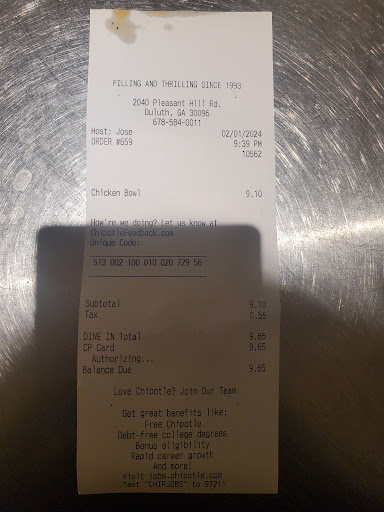 FILLING AND THRILLING SINCE 1993
2040 Pleasant Hill Rd.
Duluth, GA 30096
678-584-0011
Host: Jose 02/01/2024
ORDER #659 9:39 PM
10562
Chicken Bowl 9.10
How're we doing? Let us know at
ChipotleFeedback.com
Unique Code:
513 002 100 010 020 729 56
Subtotal 9.10
Tax 0.55
DINE IN Total 9.65
CP Card 9.65
Authorizing...
Balance Due 9.65
Love Chipotle? Join Our Team
Get great benefits like:
Free Chipotle
Debt-free college degrees
Bonus eligibility
Rapid career growth
And more!
Visit jobs.chipotle.com
Text "CHIPJOBS" to 97211